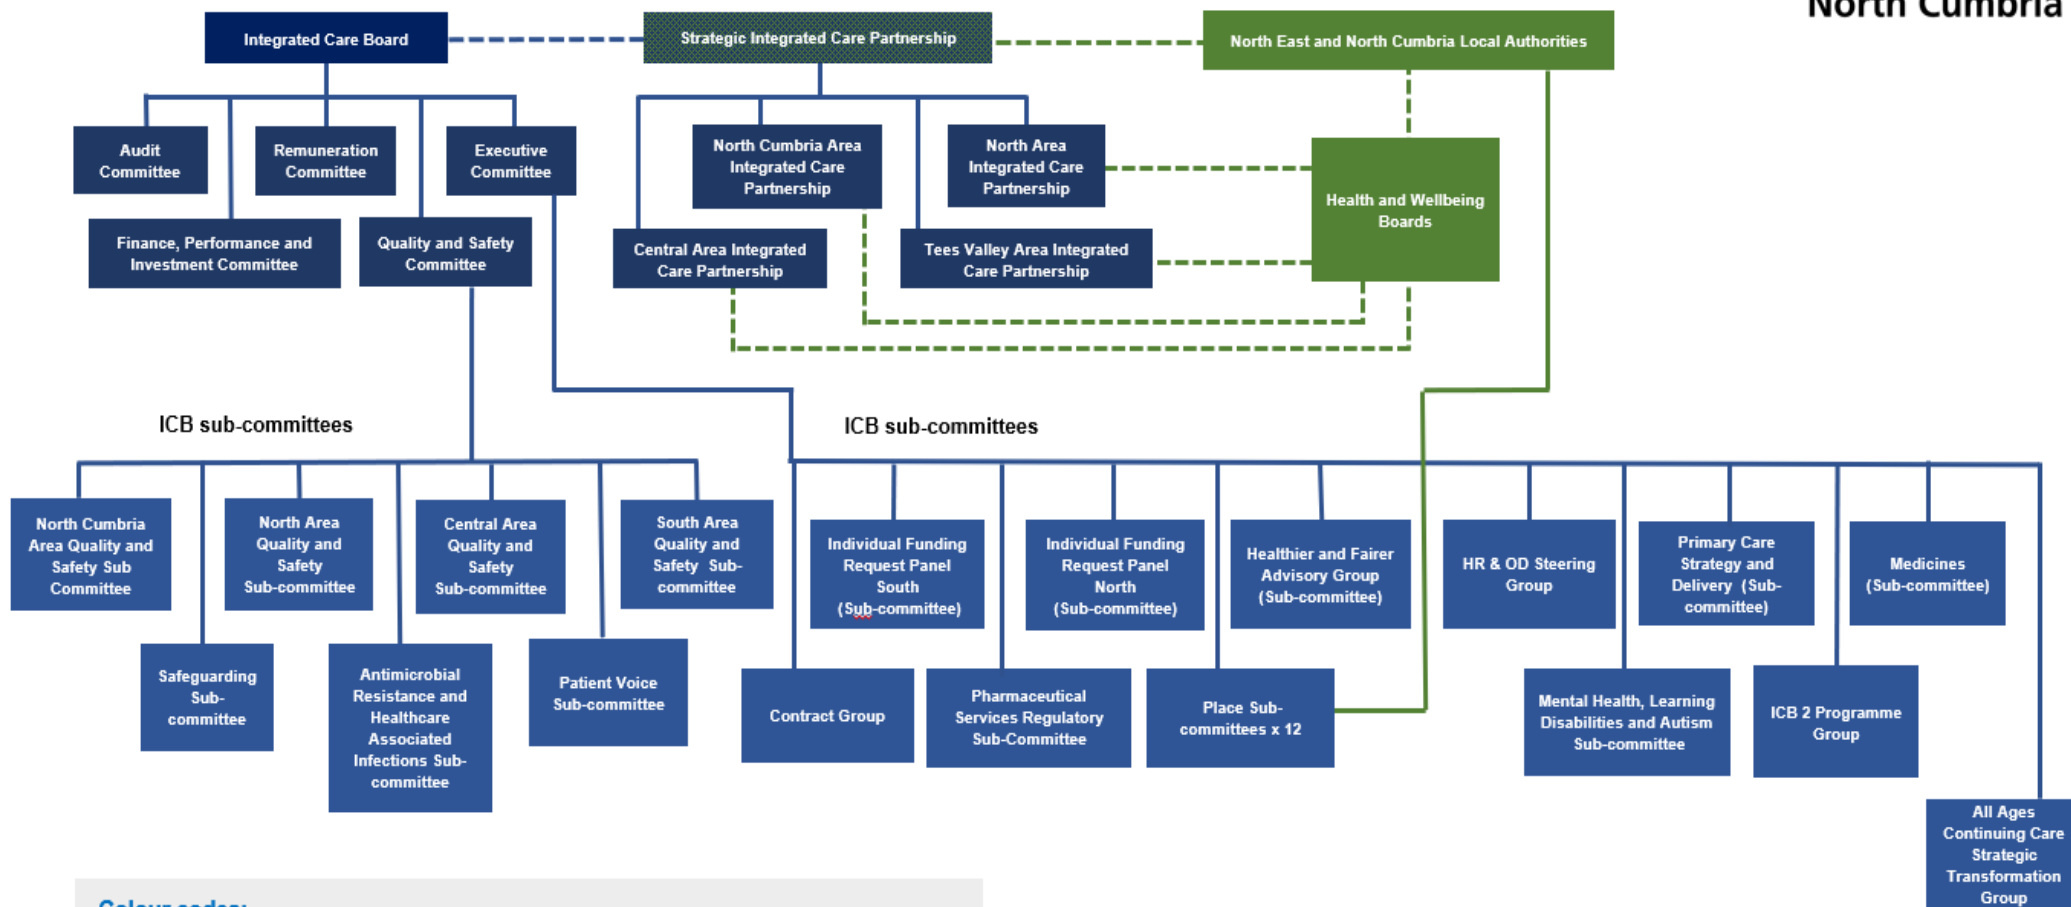 North Cumbria
Integrated Care Board
Strategic Integrated Care Partnership
North East and North Cumbria Local Authorities
Audit
Committee
Remuneration
Committee
Executive
Committee
North Cumbria Area
Integrated Care
Partnership
North Area
Integrated Care
Partnership
Health and Wellbeing
Boards
Finance, Performance and
Investment Committee
Quality and Safety
Committee
Central Area Integrated
Care Partnership
Tees Valley Area Integrated
Care Partnership
ICB sub-committees
ICB sub-committees
North Cumbria
Area Quality and
Safety Sub
Committee
North Area
Quality and
Safety
Sub-committee
Central Area
Quality and
Safety
Sub-committee
South Area
Quality and
Safety Sub-
committee
Individual Funding
Request Panel
South
(Sub-committee)
Individual Funding
Request Panel
North
(Sub-committee)
Healthier and Fairer
Advisory Group
(Sub-committee)
HR & OD Steering
Group
Primary Care
Strategy and
Delivery (Sub-
committee)
Medicines
(Sub-committee)
Safeguarding
Sub-
committee
Antimicrobial
Resistance and
Healthcare
Associated
Infections Sub-
committee
Patient Voice
Sub-committee
Contract Group
Pharmaceutical
Services Regulatory
Sub-Committee
Place Sub-
committees x 12
Mental Health, Learning
Disabilities and Autism
Sub-committee
ICB 2 Programme
Group
All Ages
Continuing Care
Strategic
Transformation
Group
Colour codes: